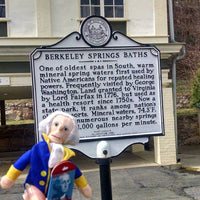 BERKELEY SPRINGS BATHS
One of oldest spas in South, warm
mineral spring waters first used by
Native Americans for reputed healing
powers. Frequently visited by George
Washington. Land granted to Virginia
by Lord Fairfax in 1776, but used as
a health resort since 1750s. Now a
state park, it ranks among national
Mineral waters, 74.3°F.
numerous nearby springs
,000 gallons per minute.